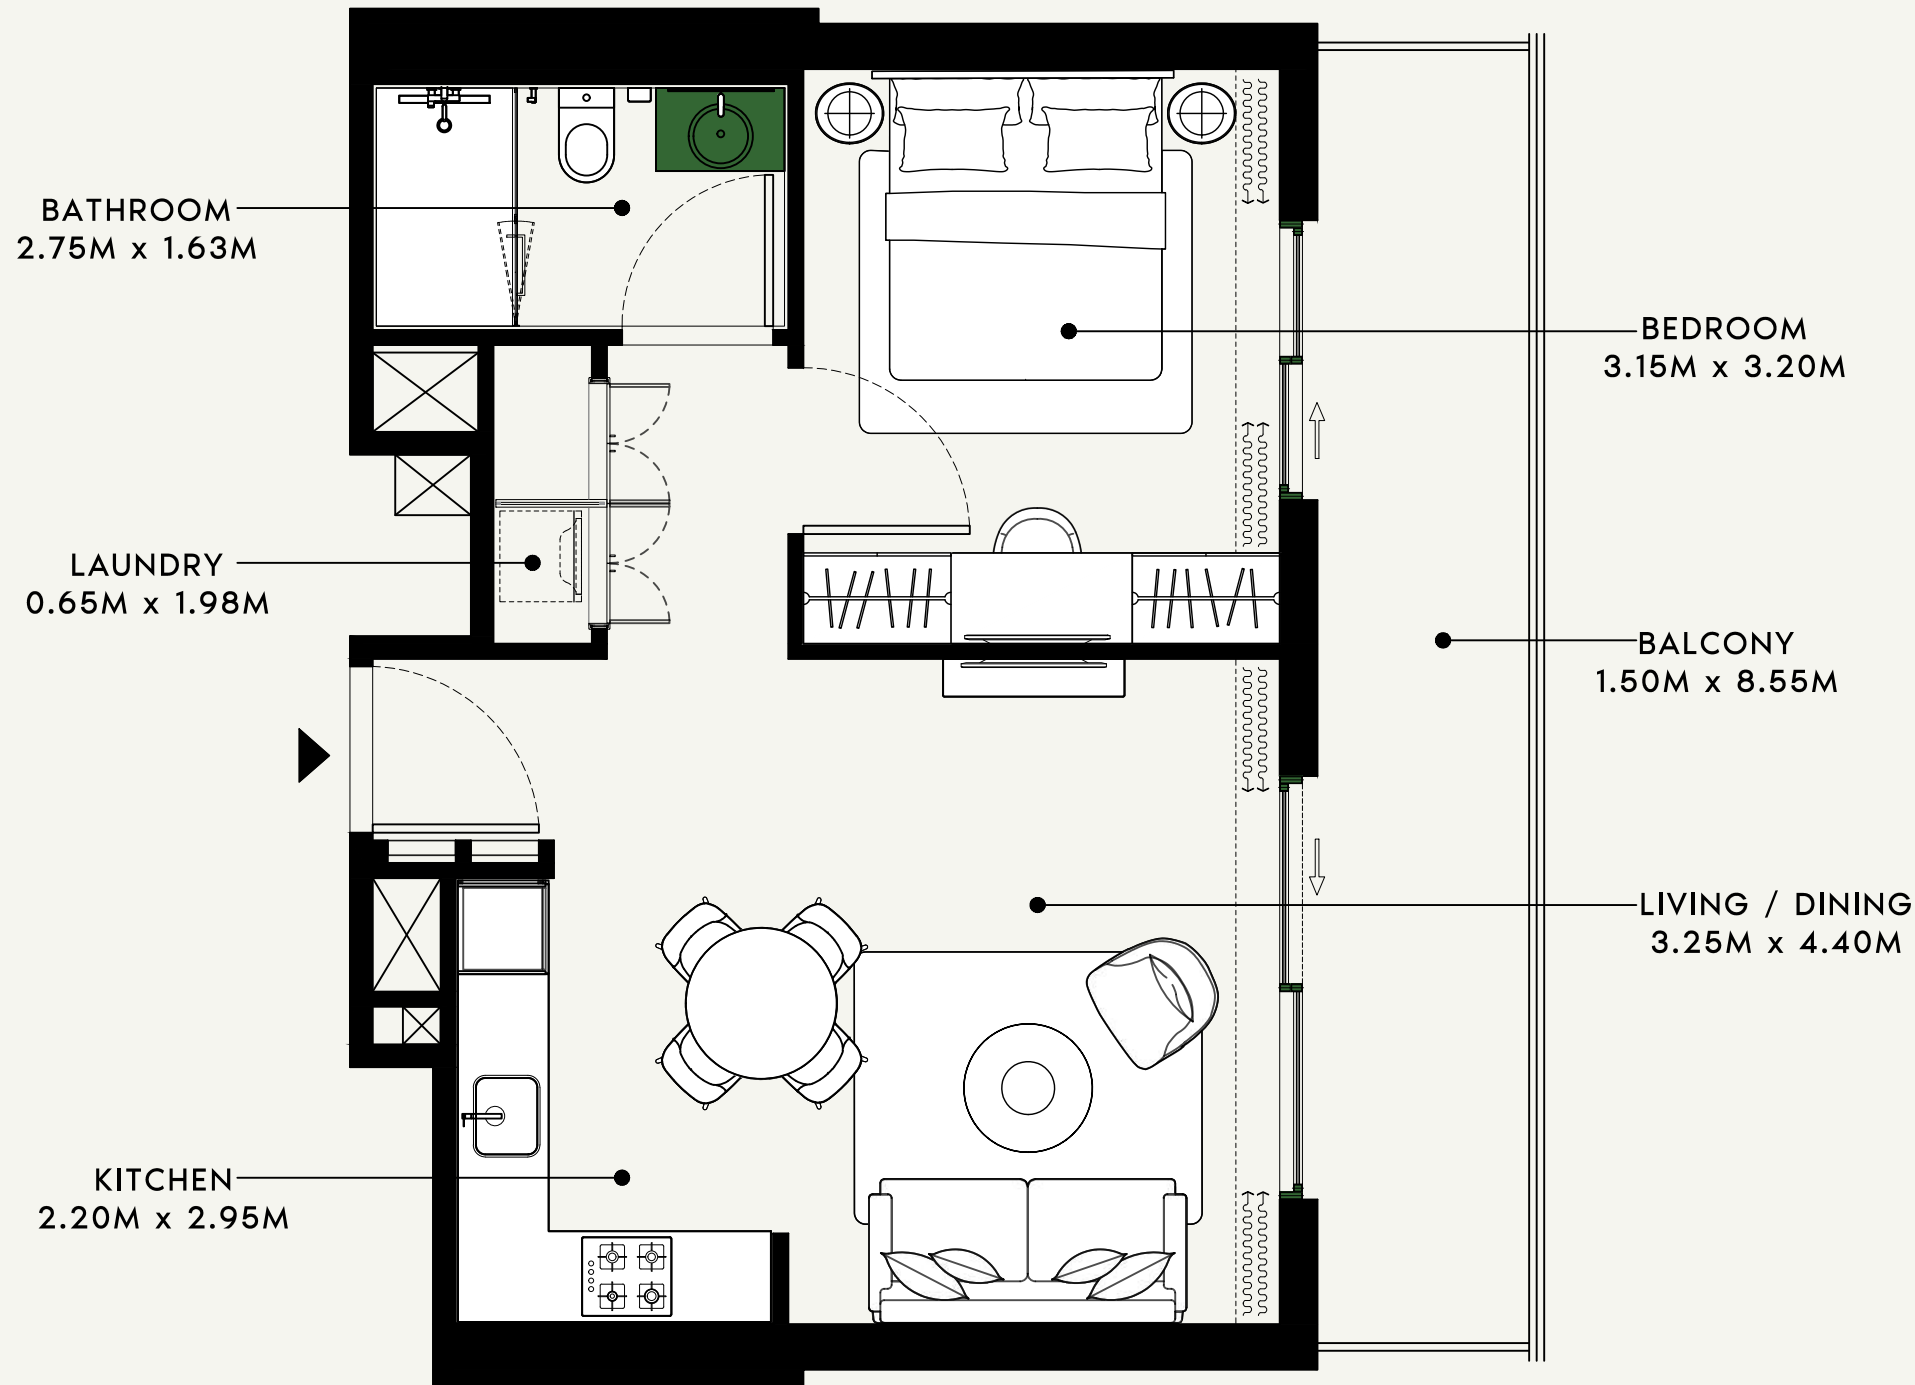 BATHROOM
2.75M x 1.63M
BEDROOM
3.15M x 3.20M
LAUNDRY
0.65M x 1.98M
BALCONY
1.50M x 8.55M
LIVING / DINING
3.25M x 4.40M
KITCHEN
2.20M x 2.95M